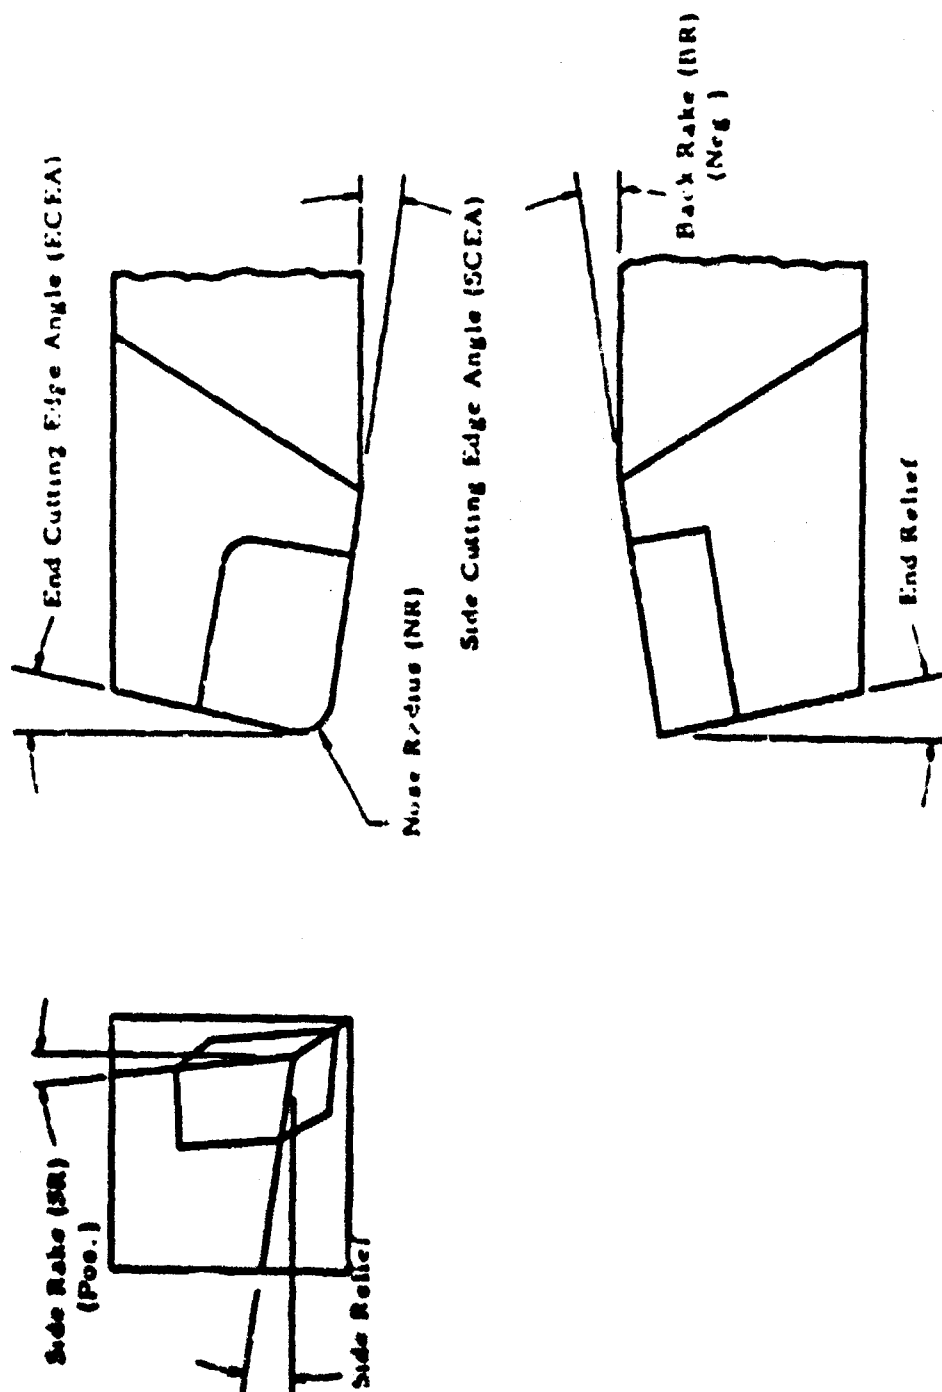 End Cutting Edge Angle (ECEA)
Side Cutting Edge Angle (SCEA)
Nose Radius (NR)
Back Rake (BR)
(Neg)
End Relief
Side Rake (SR)
(Pos.)
Side Relief